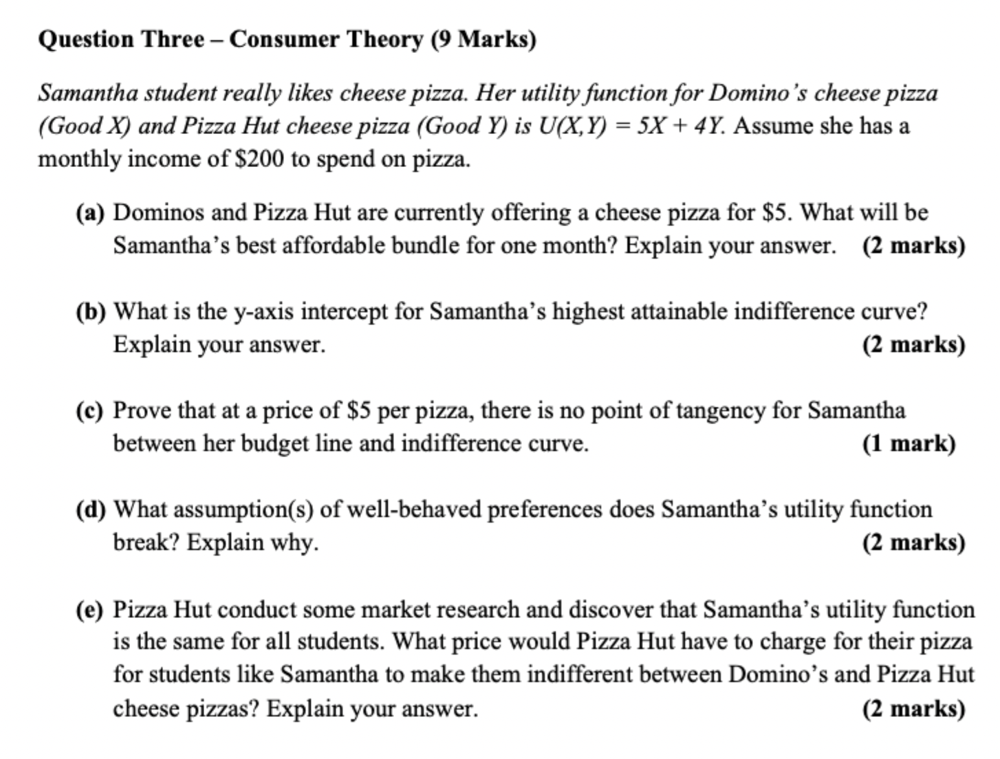 Question Three – Consumer Theory (9 Marks)
Samantha student really likes cheese pizza. Her utility function for Domino's cheese pizza
(Good X) and Pizza Hut cheese pizza (Good Y) is U(X,Y) = 5X + 4Y. Assume she has a
monthly income of $200 to spend on pizza.
(a) Dominos and Pizza Hut are currently offering a cheese pizza for $5. What will be
Samantha's best affordable bundle for one month? Explain your answer. (2 marks)
(b) What is the y-axis intercept for Samantha's highest attainable indifference curve?
Explain your answer. (2 marks)
(c) Prove that at a price of $5 per pizza, there is no point of tangency for Samantha
between her budget line and indifference curve. (1 mark)
(d) What assumption(s) of well-behaved preferences does Samantha's utility function
break? Explain why. (2 marks)
(e) Pizza Hut conduct some market research and discover that Samantha's utility function
is the same for all students. What price would Pizza Hut have to charge for their pizza
for students like Samantha to make them indifferent between Domino's and Pizza Hut
cheese pizzas? Explain your answer. (2 marks)